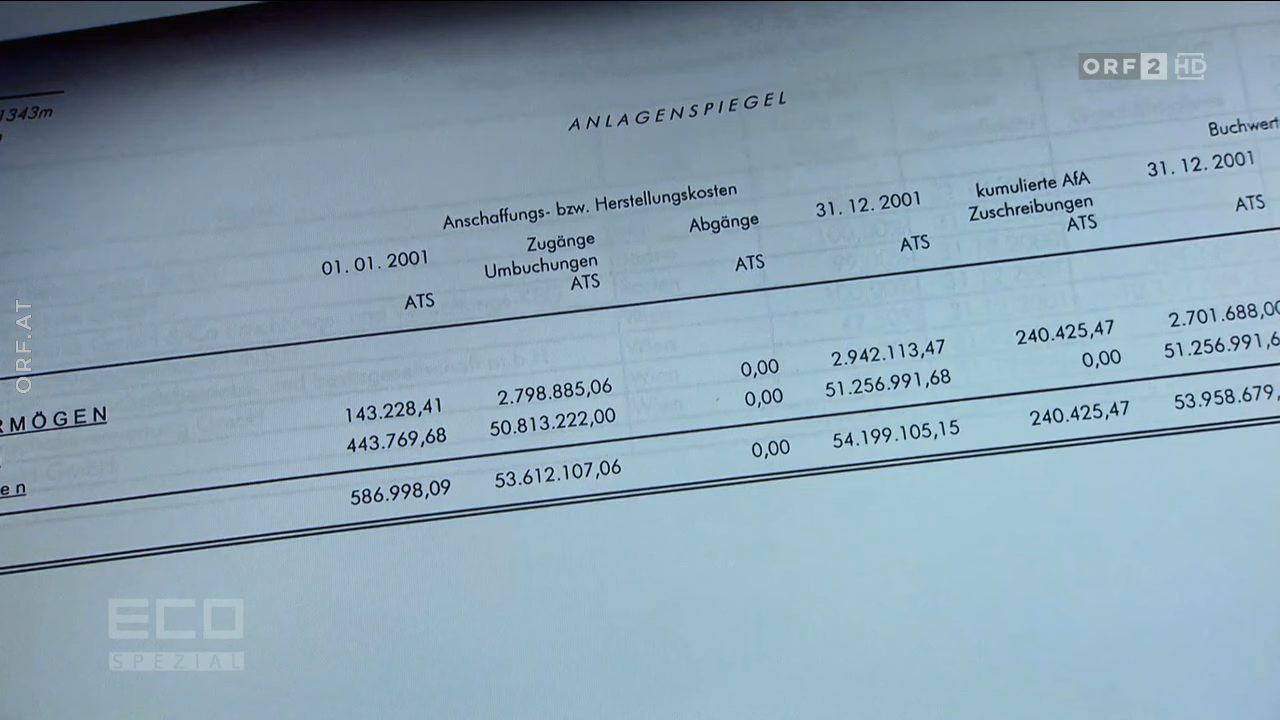 ORF 2 HD
1343m
ANLAGENSPIEGEL
Anschaffungs- bzw. Herstellungskosten
Buchwert
01. 01. 2001 Zugänge Abgänge 31. 12. 2001 kumulierte AfA 31. 12. 2001
Umbuchungen Zuschreibungen
ATS ATS ATS ATS ATS ATS
RMÖGEN 143.228,41 2.798.885,06 0,00 2.942.113,47 240.425,47 2.701.688,00
443.769,68 50.813.222,00 0,00 51.256.991,68 0,00 51.256.991,6
en 586.998,09 53.612.107,06 0,00 54.199.105,15 240.425,47 53.958.679,
ORF.AT
ECO
SPEZIAL